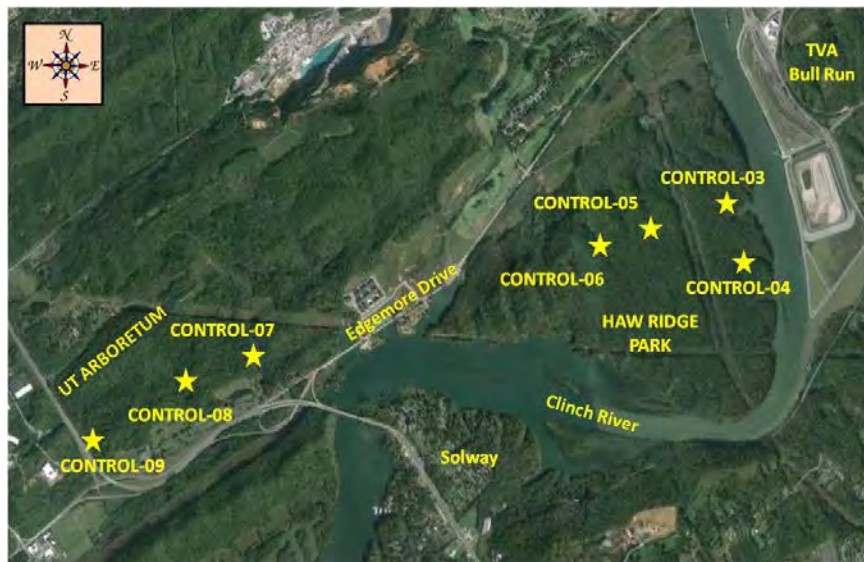 N
W E
S
TVA
Bull Run
CONTROL-03
CONTROL-05
CONTROL-06
CONTROL-04
Edgemore Drive
HAW RIDGE
PARK
UT ARBORETUM
CONTROL-07
CONTROL-08
CONTROL-09
Clinch River
Solway